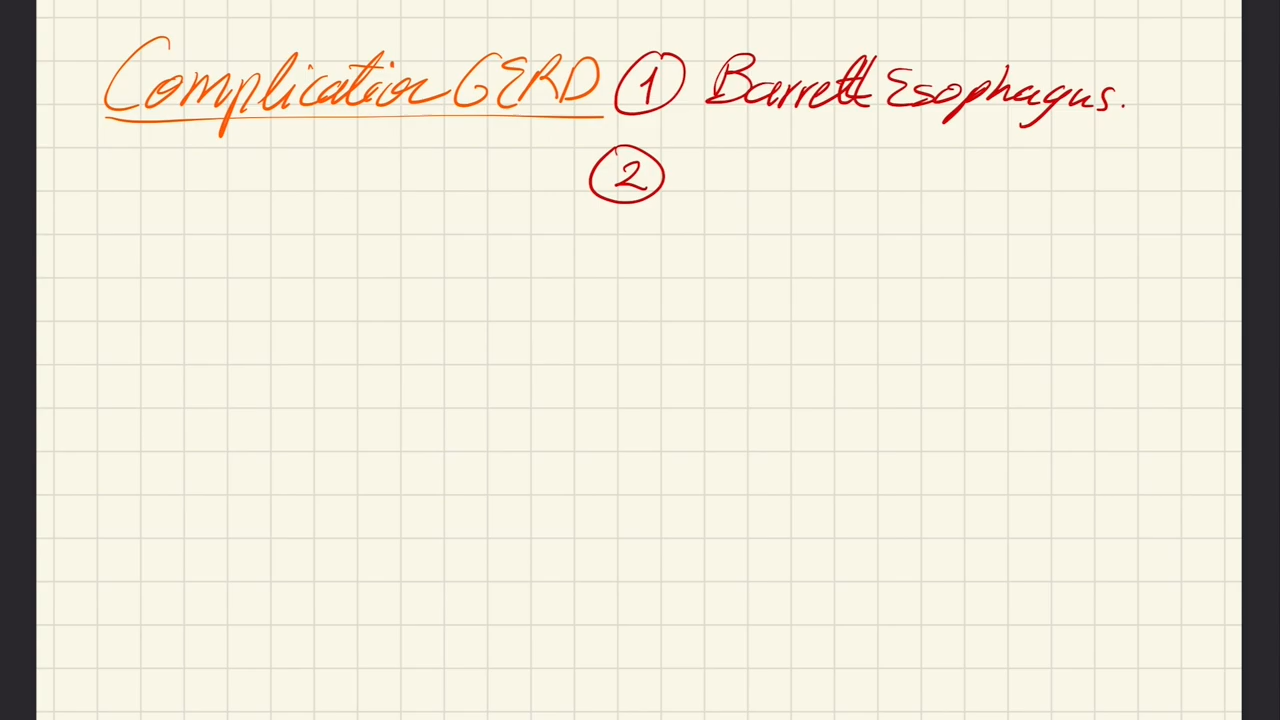 Complication GERD ① Barrett Esophagus.
②